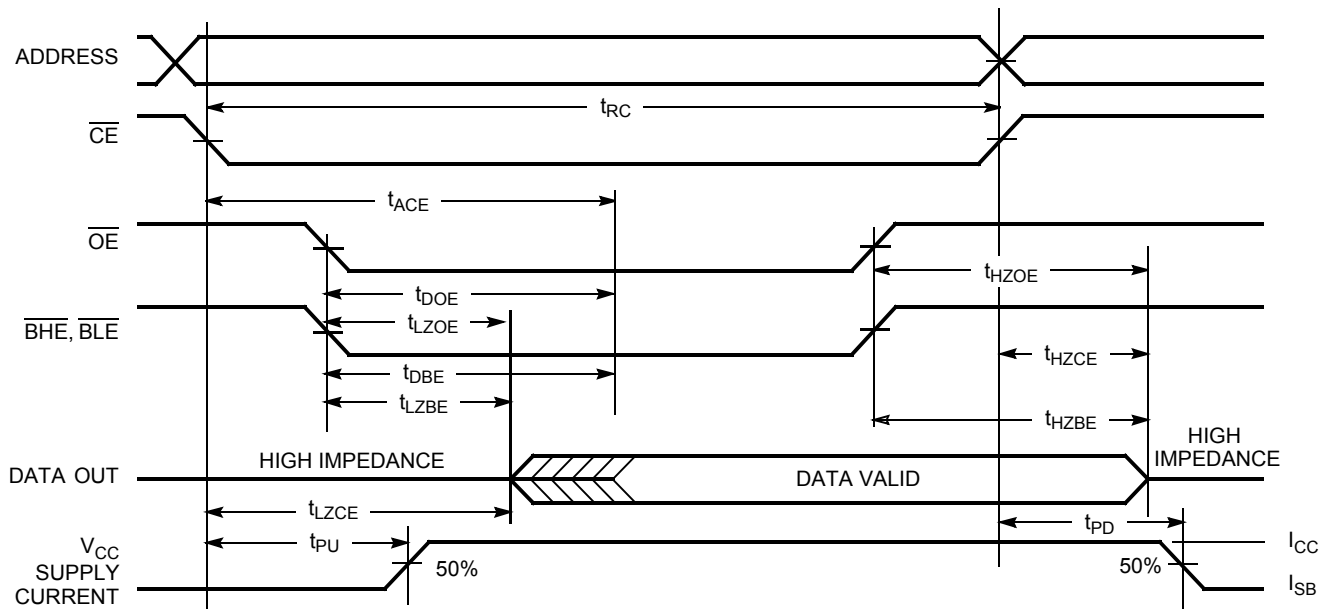 ADDRESS
tRC
CE
tACE
OE
tHZOE
tDOE
tLZOE
BHE, BLE
tHZCE
tDBE
tLZBE
tHZBE
HIGH
IMPEDANCE
HIGH IMPEDANCE
DATA OUT
DATA VALID
tLZCE
tPD
tPU
VCC
SUPPLY
CURRENT
50%
50%
ICC
ISB